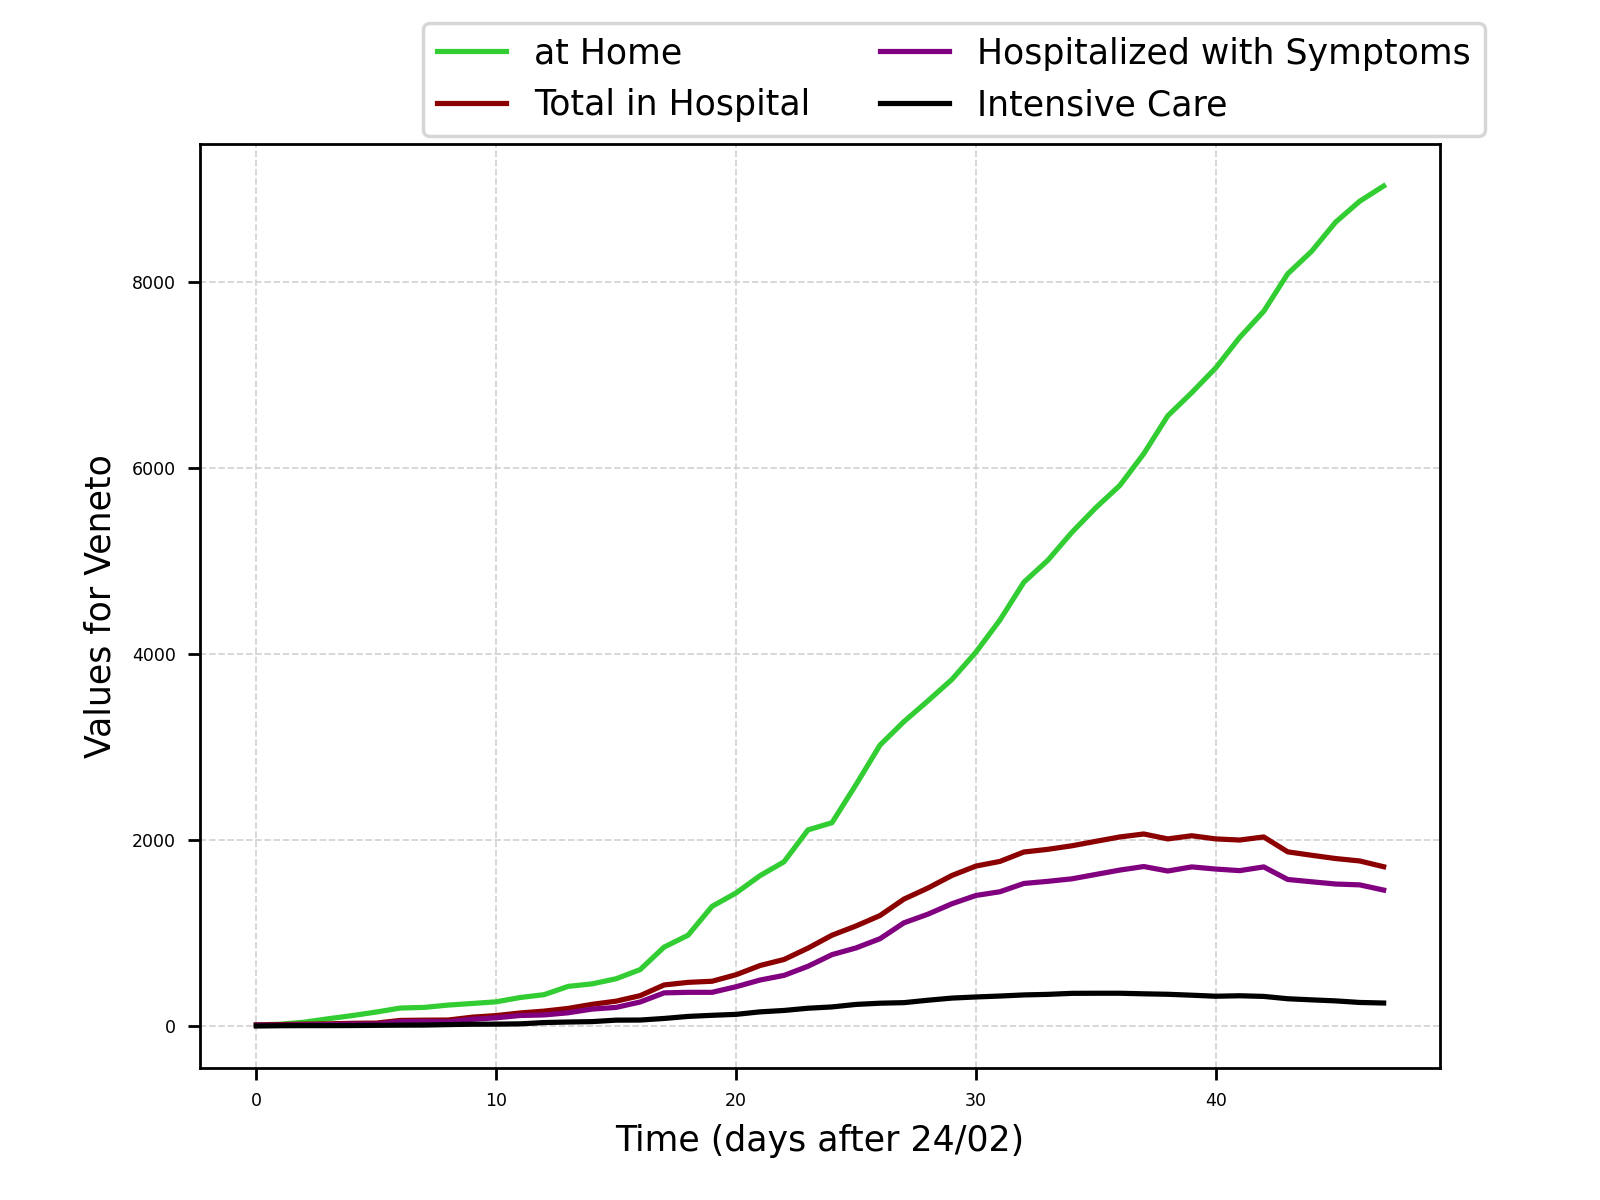 at Home
Total in Hospital
Hospitalized with Symptoms
Intensive Care
Values for Veneto
8000
6000
4000
2000
0
0 10 20 30 40
Time (days after 24/02)